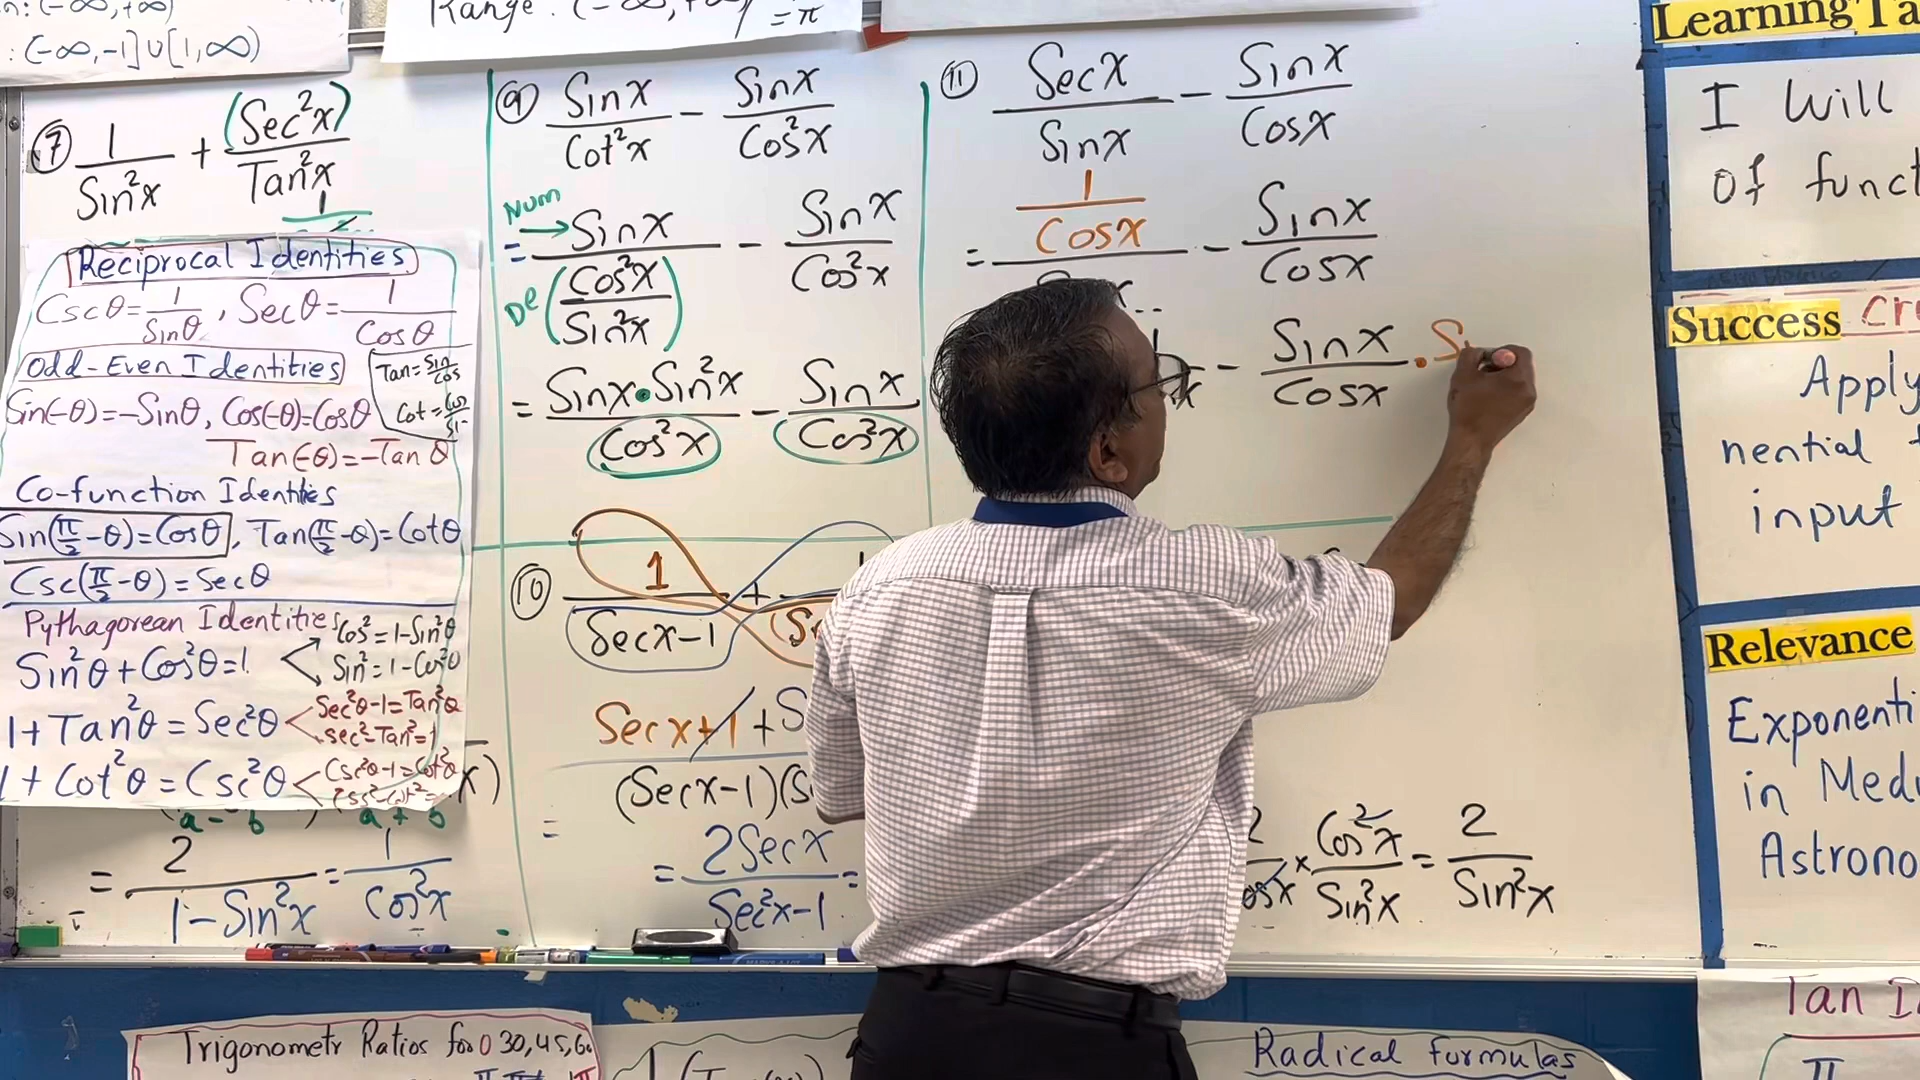 (-∞, +∞)
: (-∞, -1] ∪ [1, ∞)
Range: (-∞, +∞)
= π
⑦ 1/Sin²x + (Sec²x)/Tan²x
1
Reciprocal Identities
Cscθ = 1/Sinθ, Secθ = 1/Cosθ
Odd-Even Identities
Tan = Sin/Cos
Sin(-θ) = -Sinθ, Cos(-θ) = Cosθ
Cot = Cos/Sin
Tan(-θ) = -Tanθ
Co-function Identities
Sin(π/2 - θ) = Cosθ, Tan(π/2 - θ) = Cotθ
Csc(π/2 - θ) = Secθ
Pythagorean Identities
Cos² = 1 - Sin²θ
Sin²θ + Cos²θ = 1
Sin² = 1 - Cos²θ
Sec²θ - 1 = Tan²θ
1 + Tan²θ = Sec²θ
Sec² - Tan² = 1
Csc²θ - 1 = Cot²θ
1 + Cot²θ = Csc²θ
Csc² - Cot² =
x)
a - b
a + b
= 2/(1 - Sin²x) = 1/Cos²x
⑨ Sinx/Cot²x - Sinx/Cos²x
Num
De
= Sinx/(Cos²x/Sin²x) - Sinx/Cos²x
= Sinx • Sin²x/Cos²x - Sinx/Cos²x
⑩ 1/(Secx - 1) +
Secx + 1 + S
(Secx - 1)(S
=
= 2Secx/(Sec²x - 1) =
⑪ Secx/Sinx - Sinx/Cosx
= (1/Cosx)/ - Sinx/Cosx
- Sinx/Cosx • S
x Cos²x/Sin²x = 2/Sin²x
Learning Ta
I Will
of funct
Success Cr
Apply
nential
input
Relevance
Exponenti
in Med
Astrono
Trigonometr Ratios for 0 30, 45, 60
Radical formulas
Tan
π